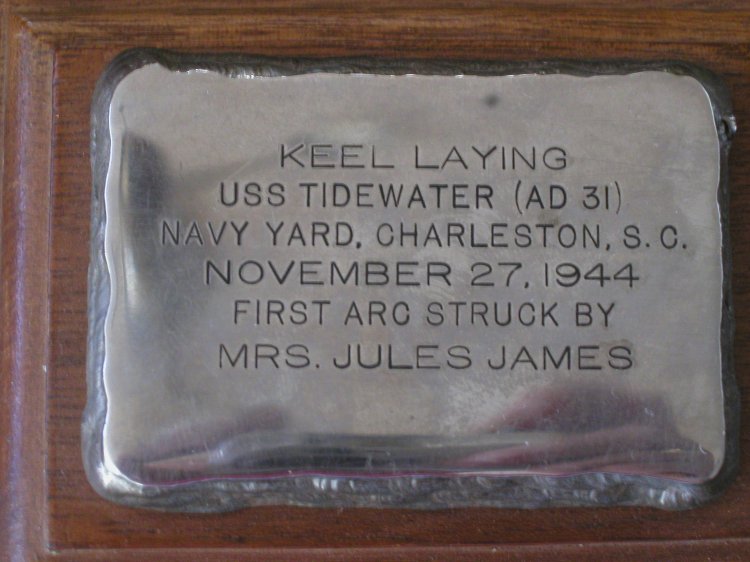 KEEL LAYING
USS TIDEWATER (AD 31)
NAVY YARD, CHARLESTON, S.C.
NOVEMBER 27, 1944
FIRST ARC STRUCK BY
MRS. JULES JAMES